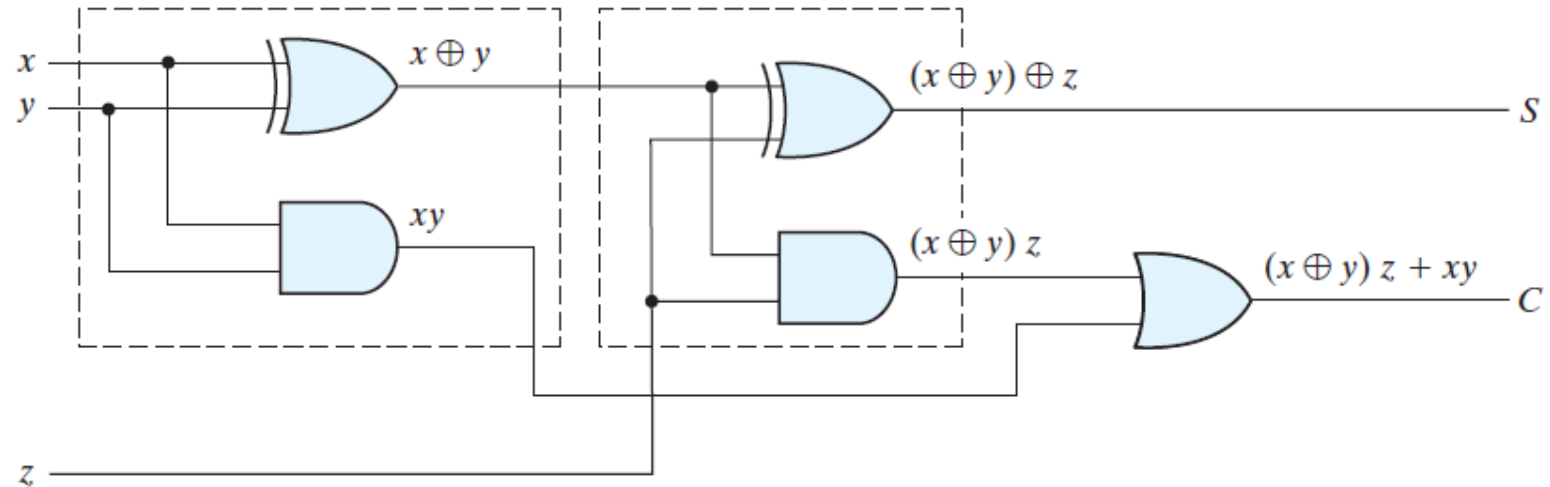 x
y
x ⊕ y
xy
(x ⊕ y) ⊕ z
S
(x ⊕ y) z
(x ⊕ y) z + xy
C
z